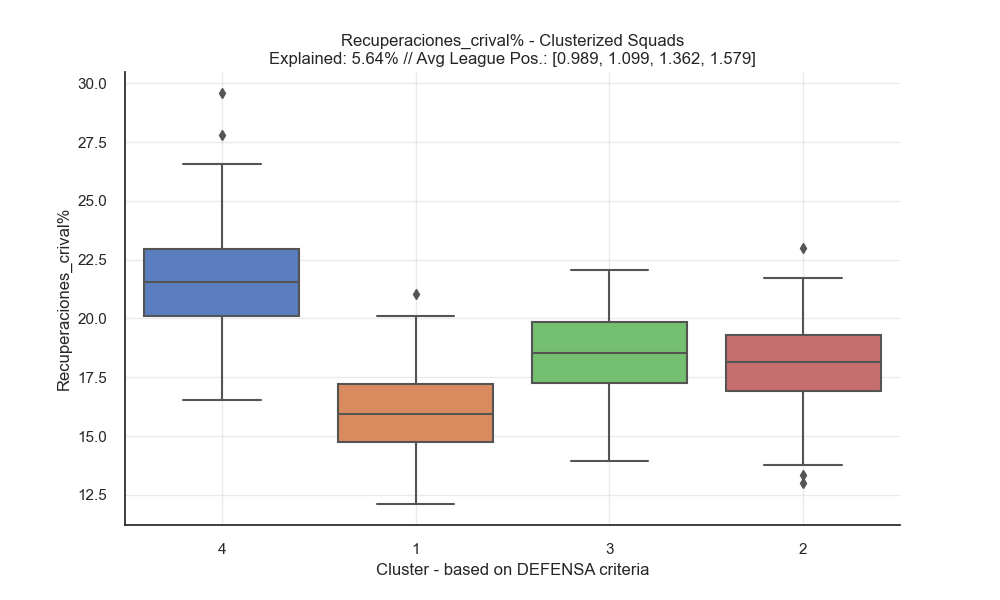 Recuperaciones_crival% - Clusterized Squads
Explained: 5.64% // Avg League Pos.: [0.989, 1.099, 1.362, 1.579]
Recuperaciones_crival%
30.0
27.5
25.0
22.5
20.0
17.5
15.0
12.5
4 1 3 2
Cluster - based on DEFENSA criteria